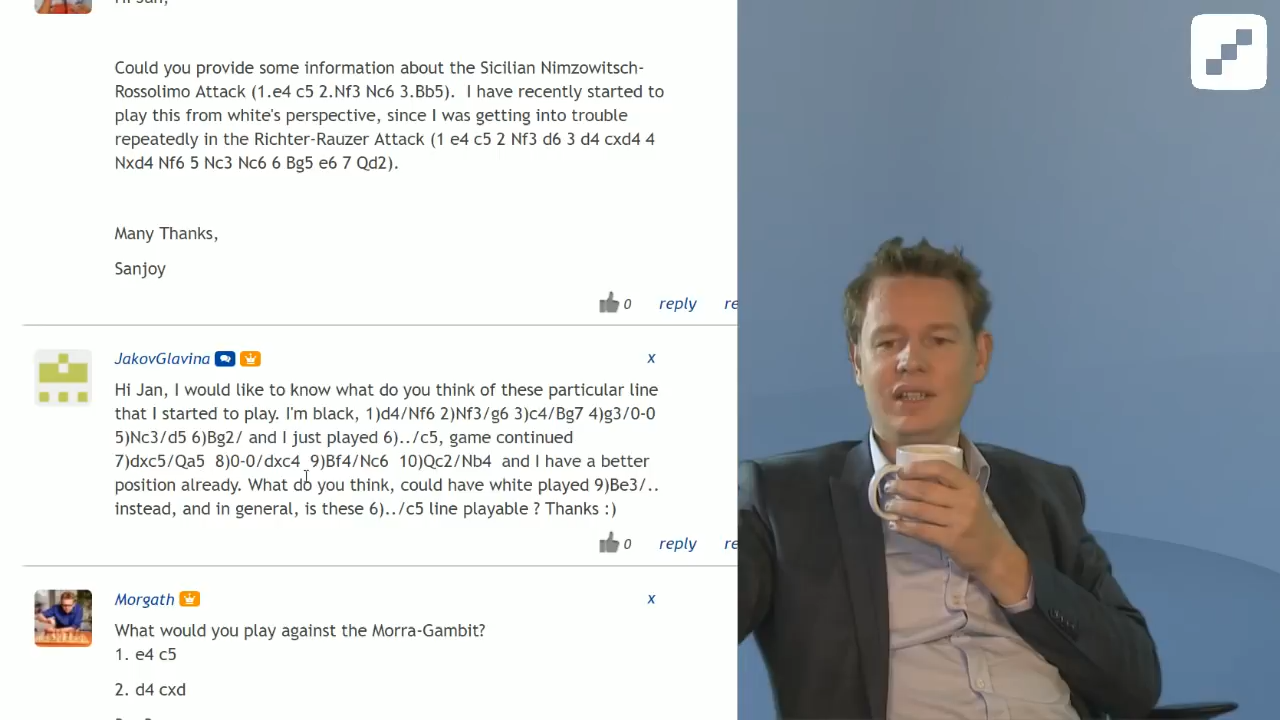 Hi Jan,
Could you provide some information about the Sicilian Nimzowitsch-
Rossolimo Attack (1.e4 c5 2.Nf3 Nc6 3.Bb5).  I have recently started to
play this from white's perspective, since I was getting into trouble
repeatedly in the Richter-Rauzer Attack (1 e4 c5 2 Nf3 d6 3 d4 cxd4 4
Nxd4 Nf6 5 Nc3 Nc6 6 Bg5 e6 7 Qd2).
Many Thanks,
Sanjoy
0 reply re
JakovGlavina x
Hi Jan, I would like to know what do you think of these particular line
that I started to play. I'm black, 1)d4/Nf6 2)Nf3/g6 3)c4/Bg7 4)g3/0-0
5)Nc3/d5 6)Bg2/ and I just played 6)../c5, game continued
7)dxc5/Qa5  8)0-0/dxc4  9)Bf4/Nc6  10)Qc2/Nb4  and I have a better
position already. What do you think, could have white played 9)Be3/..
instead, and in general, is these 6)../c5 line playable ? Thanks :)
0 reply re
Morgath x
What would you play against the Morra-Gambit?
1. e4 c5
2. d4 cxd